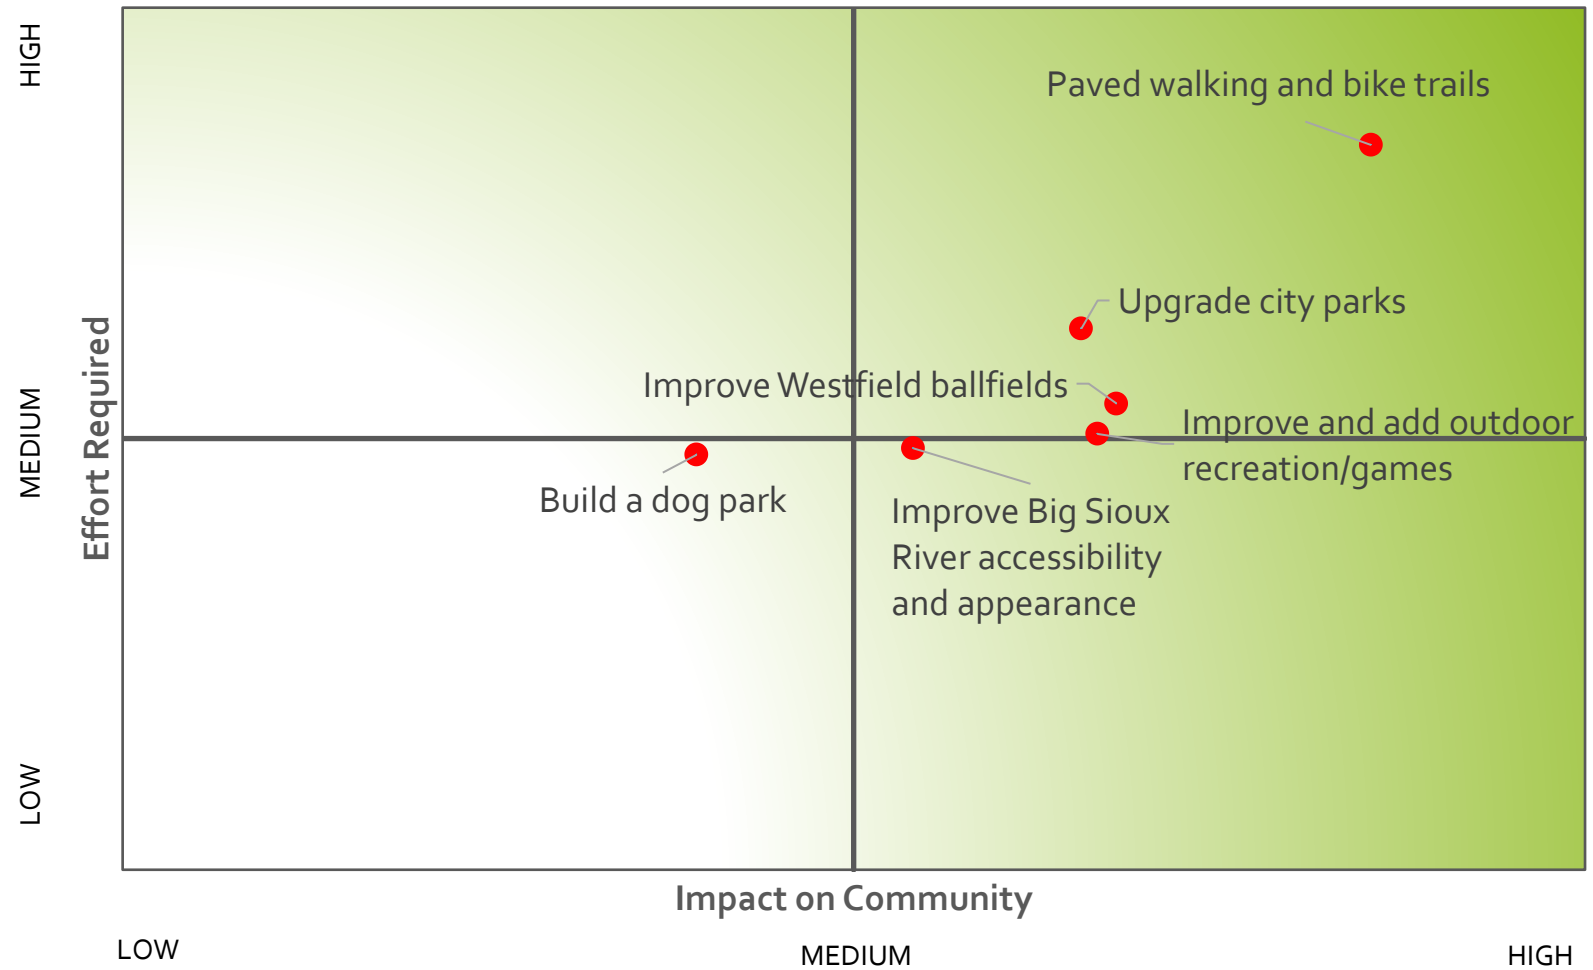 HIGH
Paved walking and bike trails
Upgrade city parks
Improve Westfield ballfields
Improve and add outdoor
recreation/games
MEDIUM
Effort Required
Build a dog park
Improve Big Sioux
River accessibility
and appearance
LOW
Impact on Community
LOW
MEDIUM
HIGH